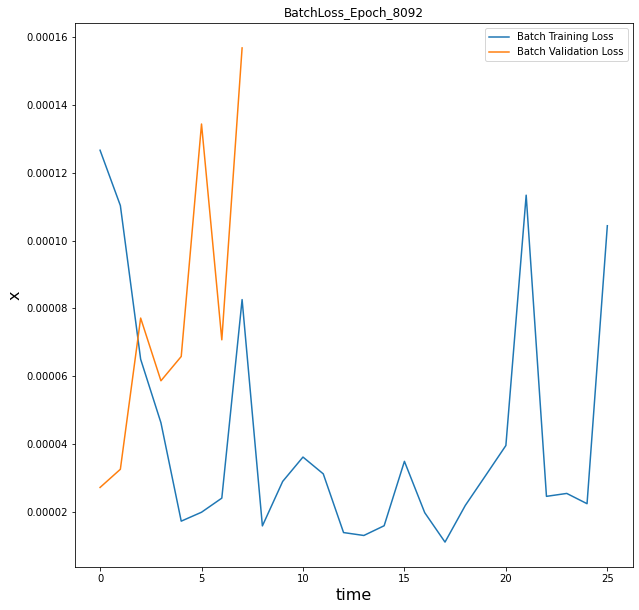 BatchLoss_Epoch_8092
Batch Training Loss
Batch Validation Loss
0.00016
0.00014
0.00012
0.00010
0.00008
0.00006
0.00004
0.00002
x
0 5 10 15 20 25
time